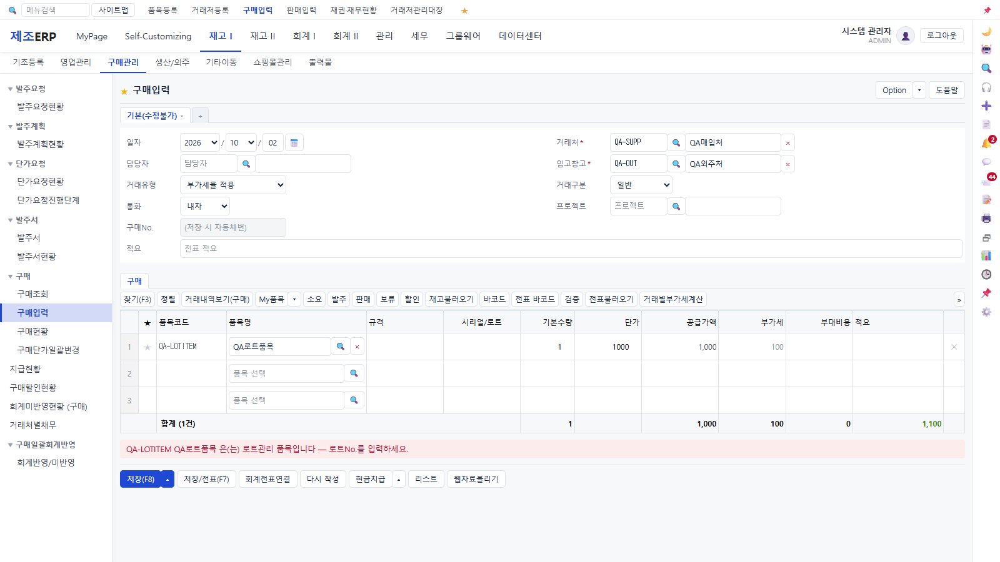 메뉴검색 사이트맵 품목등록 거래처등록 구매입력 판매입력 채권·채무현황 거래처관리대장
제조ERP MyPage Self-Customizing 재고 I 재고 II 회계 I 회계 II 관리 세무 그룹웨어 데이터센터 시스템 관리자 ADMIN 로그아웃
기초등록 영업관리 구매관리 생산/외주 기타이동 쇼핑몰관리 출력물
발주요청
발주요청현황
발주계획
발주계획현황
단가요청
단가요청현황
단가요청진행단계
발주서
발주서
발주서현황
구매
구매조회
구매입력
구매현황
구매단가일괄변경
지급현황
구매할인현황
회계미반영현황 (구매)
거래처별채무
구매일괄회계반영
회계반영/미반영
★ 구매입력 Option 도움말
기본(수정불가) +
일자 2026 / 10 / 02 거래처* QA-SUPP QA매입처 ×
담당자 담당자 입고창고* QA-OUT QA외주처 ×
거래유형 부가세율 적용 거래구분 일반
통화 내자 프로젝트 프로젝트
구매No. (저장 시 자동채번)
적요 전표 적요
구매
찾기(F3) 정렬 거래내역보기(구매) My품목 소요 발주 판매 보류 할인 재고불러오기 바코드 전표 바코드 검증 전표불러오기 거래별부가세계산 »
★ 품목코드 품목명 규격 시리얼/로트 기본수량 단가 공급가액 부가세 부대비용 적요
1 ★ QA-LOTITEM QA로트품목 × 1 1000 1,000 100 ×
2 품목 선택
3 품목 선택
합계 (1건) 1 1,000 100 0 1,100
QA-LOTITEM QA로트품목 은(는) 로트관리 품목입니다 — 로트No.를 입력하세요.
저장(F8) 저장/전표(F7) 회계전표연결 다시 작성 현금지급 리스트 웹자료올리기
2
44